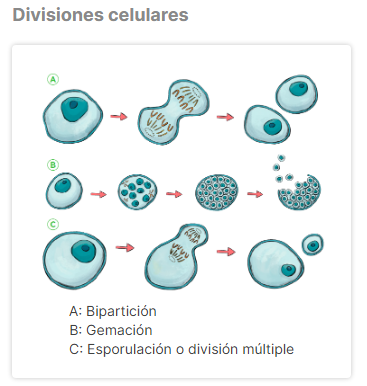 Divisiones celulares
A
B
C
A: Bipartición
B: Gemación
C: Esporulación o división múltiple